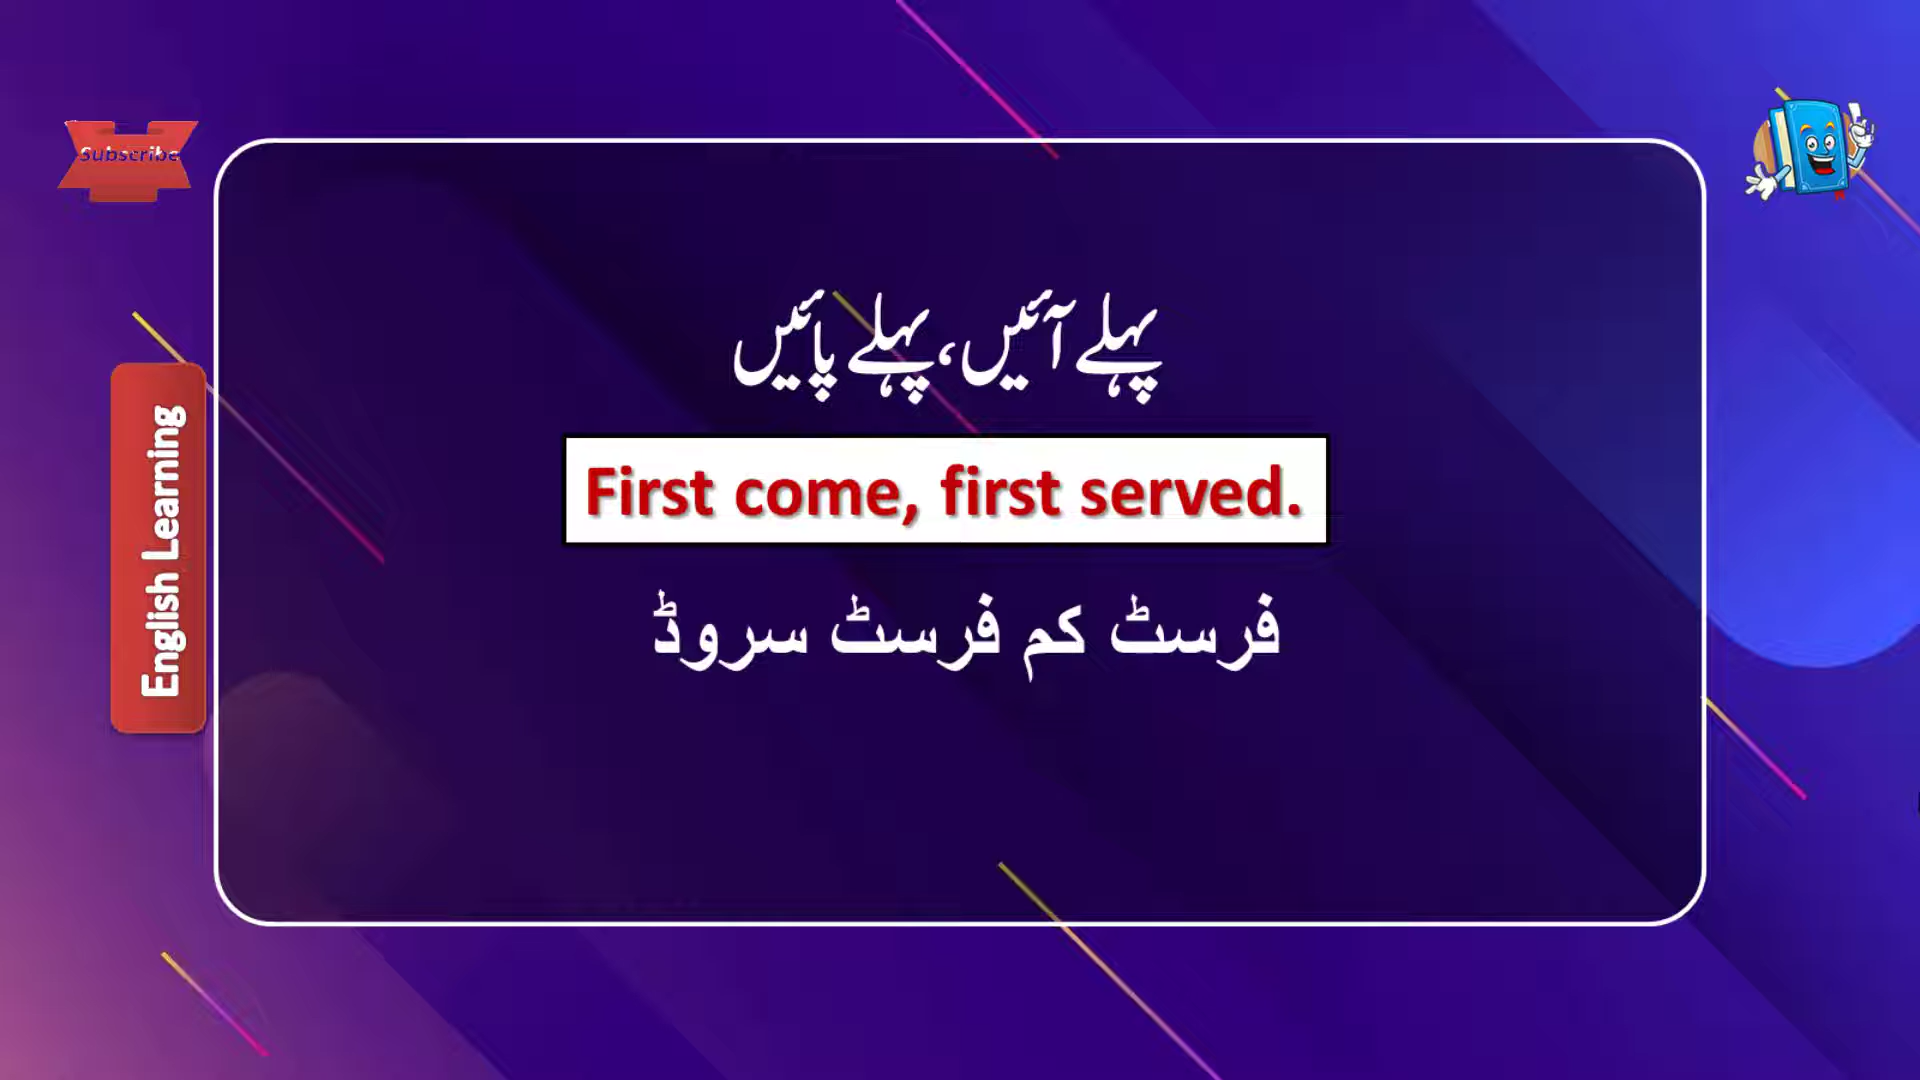 Subscribe
پہلے آئیں، پہلے پائیں
First come, first served.
فرسٹ کم فرسٹ سروڈ
English Learning